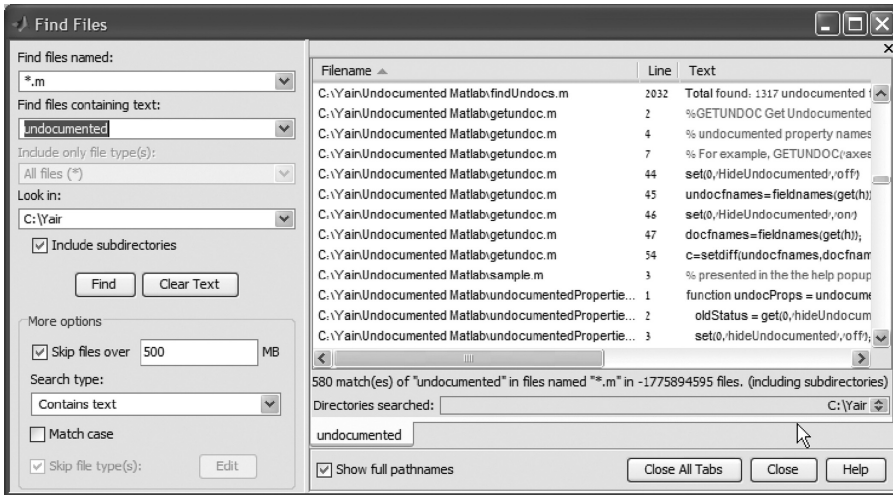 Find Files
Find files named:
*.m
Find files containing text:
undocumented
Include only file type(s):
All files (*)
Look in:
C:\Yair
Include subdirectories
Find
Clear Text
More options
Skip files over
500
MB
Search type:
Contains text
Match case
Skip file type(s):
Edit
Filename
Line
Text
C:\Yair\Undocumented Matlab\findUndocs.m 2032 Total found: 1317 undocumented
C:\Yair\Undocumented Matlab\getundoc.m 2 %GETUNDOC Get Undocumented
C:\Yair\Undocumented Matlab\getundoc.m 4 % undocumented property names
C:\Yair\Undocumented Matlab\getundoc.m 7 % For example, GETUNDOC('axes
C:\Yair\Undocumented Matlab\getundoc.m 44 set(0,'HideUndocumented','off')
C:\Yair\Undocumented Matlab\getundoc.m 45 undocfnames=fieldnames(get(h))
C:\Yair\Undocumented Matlab\getundoc.m 46 set(0,'HideUndocumented','on')
C:\Yair\Undocumented Matlab\getundoc.m 47 docfnames=fieldnames(get(h));
C:\Yair\Undocumented Matlab\getundoc.m 54 c=setdiff(undocfnames,docfnam
C:\Yair\Undocumented Matlab\sample.m 3 % presented in the the help popup
C:\Yair\Undocumented Matlab\undocumentedPropertie... 1 function undocProps = undocume
C:\Yair\Undocumented Matlab\undocumentedPropertie... 2 oldStatus = get(0,'hideUndocum
C:\Yair\Undocumented Matlab\undocumentedPropertie... 3 set(0,'hideUndocumented','off');
580 match(es) of "undocumented" in files named "*.m" in -1775894595 files. (including subdirectories)
Directories searched:
C:\Yair
undocumented
Show full pathnames
Close All Tabs
Close
Help